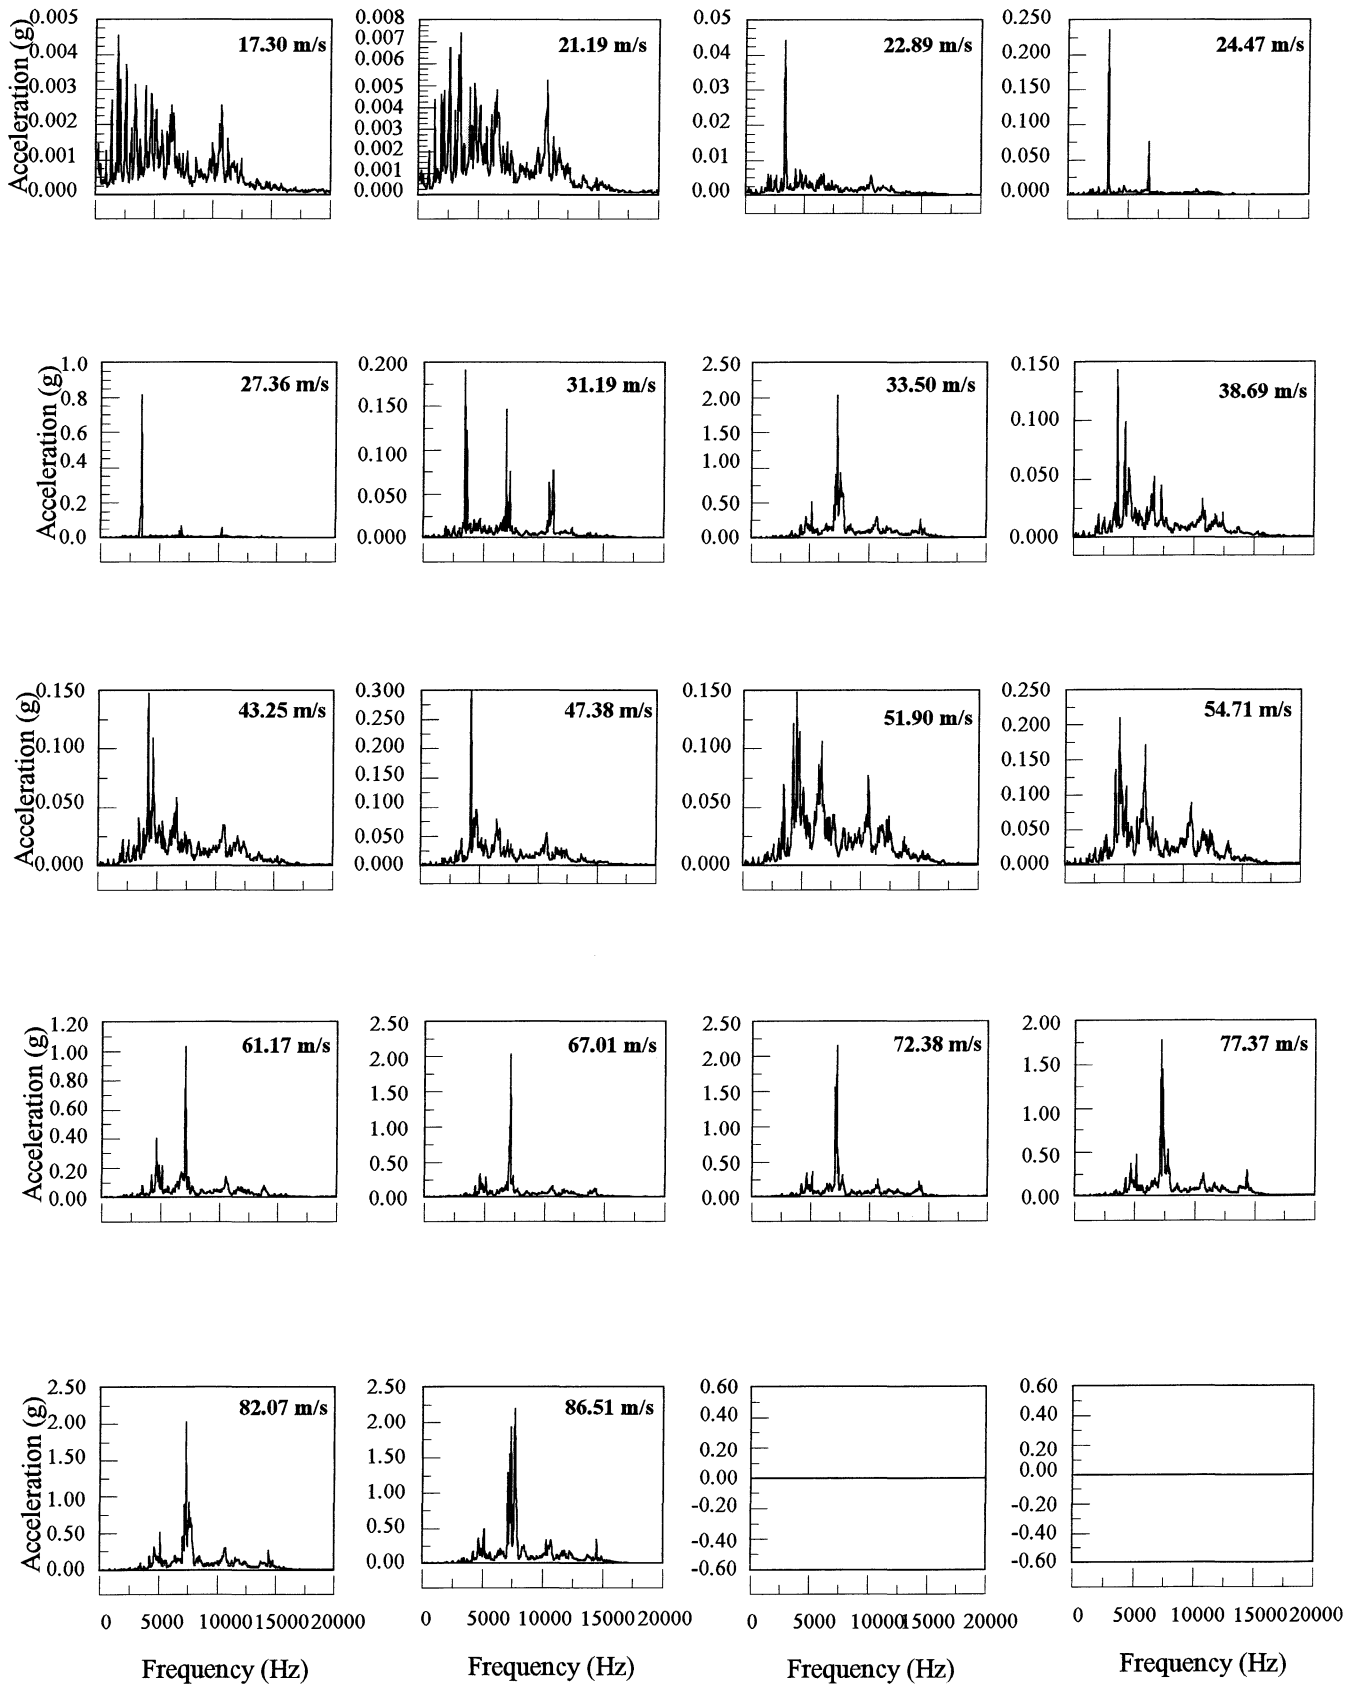 0.005 0.004 0.003 0.002 0.001 0.000
Acceleration (g)
17.30 m/s
0.008 0.007 0.006 0.005 0.004 0.003 0.002 0.001 0.000
21.19 m/s
0.05 0.04 0.03 0.02 0.01 0.00
22.89 m/s
0.250 0.200 0.150 0.100 0.050 0.000
24.47 m/s
1.0 0.8 0.6 0.4 0.2 0.0
Acceleration (g)
27.36 m/s
0.200 0.150 0.100 0.050 0.000
31.19 m/s
2.50 2.00 1.50 1.00 0.50 0.00
33.50 m/s
0.150 0.100 0.050 0.000
38.69 m/s
0.150 0.100 0.050 0.000
Acceleration (g)
43.25 m/s
0.300 0.250 0.200 0.150 0.100 0.050 0.000
47.38 m/s
0.150 0.100 0.050 0.000
51.90 m/s
0.250 0.200 0.150 0.100 0.050 0.000
54.71 m/s
1.20 1.00 0.80 0.60 0.40 0.20 0.00
Acceleration (g)
61.17 m/s
2.50 2.00 1.00 0.50 0.00
67.01 m/s
2.50 2.00 1.50 1.00 0.50 0.00
72.38 m/s
2.00 1.50 1.00 0.50 0.00
77.37 m/s
2.50 2.00 1.50 1.00 0.50 0.00
Acceleration (g)
82.07 m/s
2.50 2.00 1.50 1.00 0.50 0.00
86.51 m/s
0.60 0.40 0.20 0.00 -0.20 -0.40 -0.60
0.60 0.40 0.20 0.00 -0.20 -0.40 -0.60
0 5000 10000 15000 20000
0 5000 10000 15000 20000
0 5000 10000 15000 20000
0 5000 10000 15000 20000
Frequency (Hz)
Frequency (Hz)
Frequency (Hz)
Frequency (Hz)